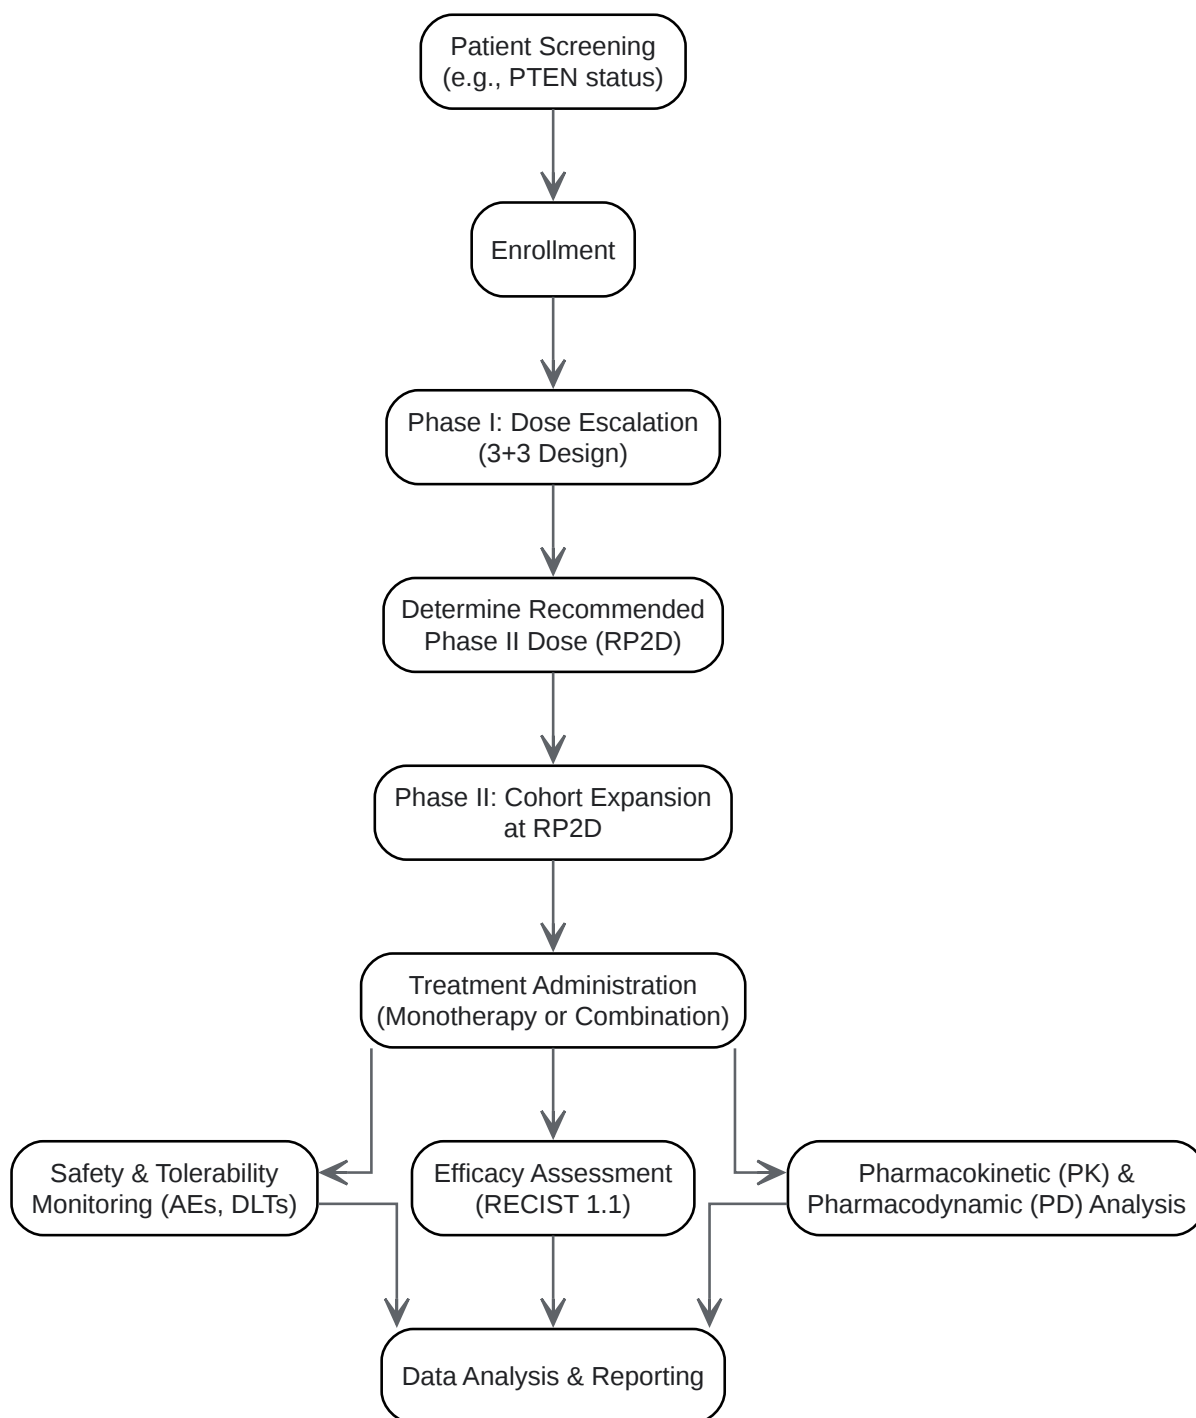 Patient Screening
(e.g., PTEN status)
Enrollment
Phase I: Dose Escalation
(3+3 Design)
Determine Recommended
Phase II Dose (RP2D)
Phase II: Cohort Expansion
at RP2D
Treatment Administration
(Monotherapy or Combination)
Safety & Tolerability
Monitoring (AEs, DLTs)
Efficacy Assessment
(RECIST 1.1)
Pharmacokinetic (PK) &
Pharmacodynamic (PD) Analysis
Data Analysis & Reporting